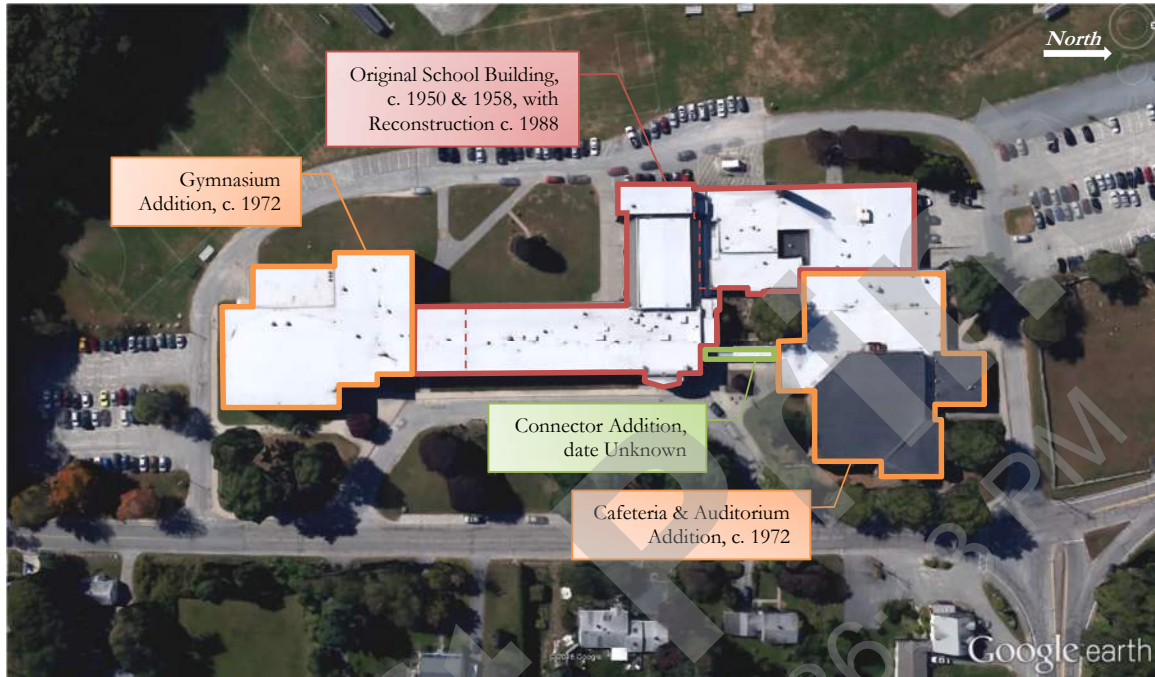 North
Original School Building,
c. 1950 & 1958, with
Reconstruction c. 1988
Gymnasium
Addition, c. 1972
Connector Addition,
date Unknown
Cafeteria & Auditorium
Addition, c. 1972
Google earth